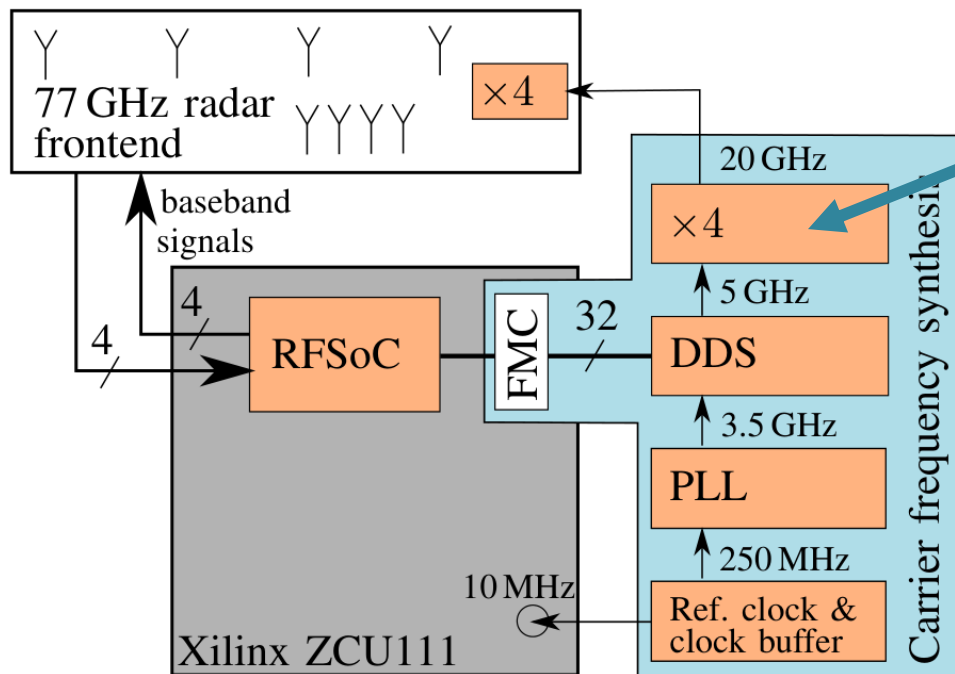 77 GHz radar
frontend
×4
20 GHz
baseband
signals
×4
4
5 GHz
4
RFSoC
FMC
32
DDS
3.5 GHz
PLL
250 MHz
10 MHz
Ref. clock &
clock buffer
Xilinx ZCU111
Carrier frequency synthesis